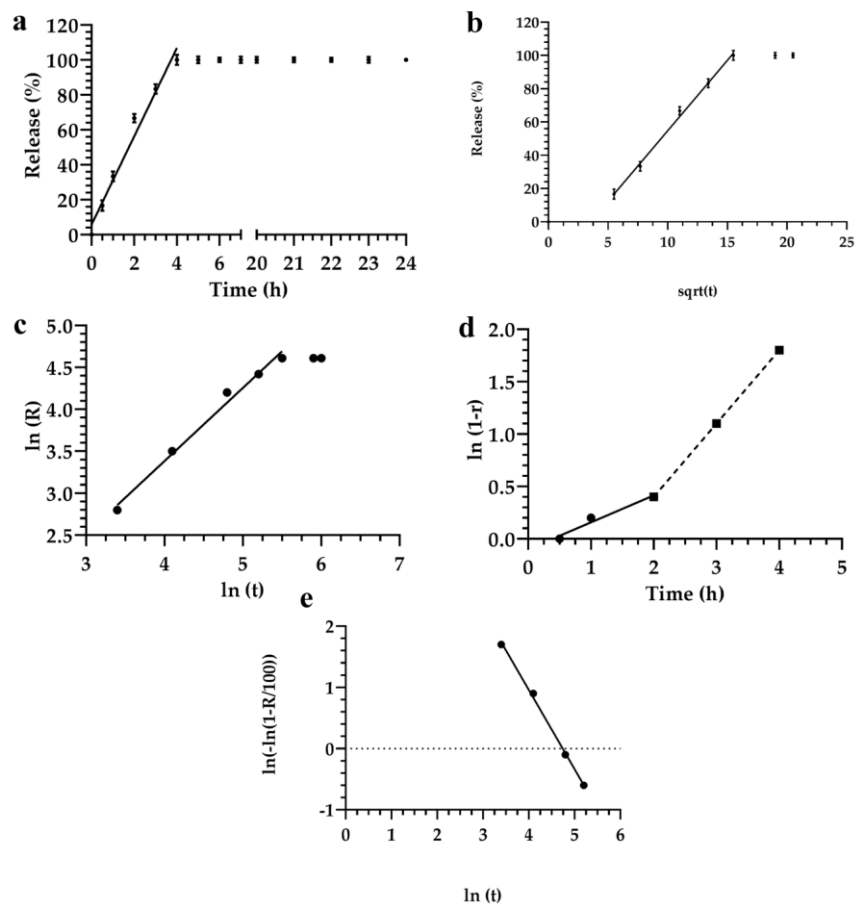 a
120
100
80
60
40
20
0
Release (%)
0 2 4 6 20 21 22 23 24
Time (h)
b
120
100
80
60
40
20
0
Release (%)
0 5 10 15 20 25
sqrt(t)
c
5.0
4.5
4.0
3.5
3.0
2.5
ln (R)
3 4 5 6 7
ln (t)
d
2.0
1.5
1.0
0.5
0.0
ln (1-r)
0 1 2 3 4 5
Time (h)
e
2
1
0
-1
ln(-ln(1-R/100))
0 1 2 3 4 5 6
ln (t)